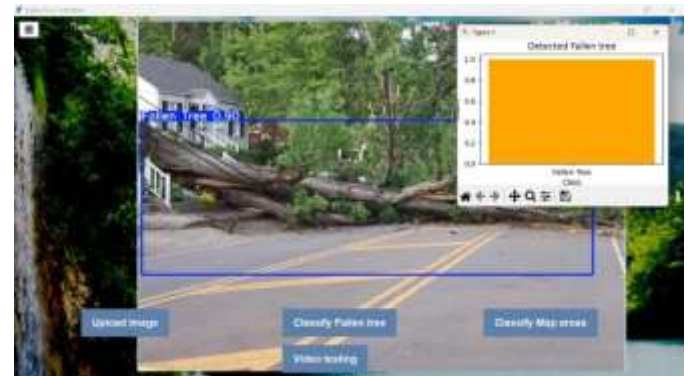 Detected Fallen tree
1.0
0.8
0.6
0.4
0.2
0.0
Fallen Tree
Class
Fallen Tree 0.90
Upload image
Classify Fallen tree
Classify Map areas
Video testing